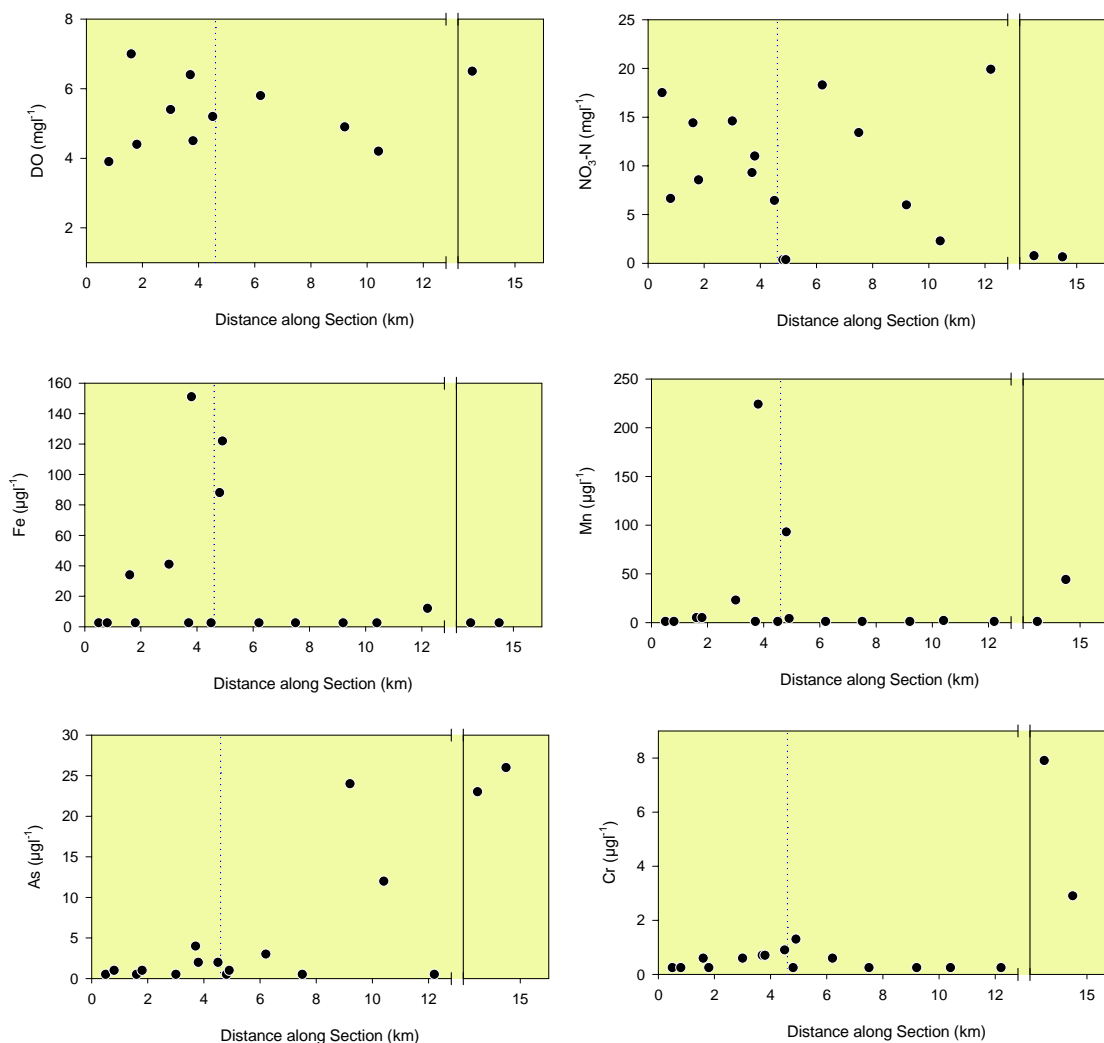 DO (mgl-1)
8
6
4
2
0 2 4 6 8 10 12 15
Distance along Section (km)
NO3-N (mgl-1)
25
20
15
10
5
0
0 2 4 6 8 10 12 15
Distance along Section (km)
Fe (µgl-1)
160
140
120
100
80
60
40
20
0
0 2 4 6 8 10 12 15
Distance along Section (km)
Mn (µgl-1)
250
200
150
100
50
0
0 2 4 6 8 10 12 15
Distance along Section (km)
As (µgl-1)
30
25
20
15
10
5
0
0 2 4 6 8 10 12 15
Distance along Section (km)
Cr (µgl-1)
8
6
4
2
0
0 2 4 6 8 10 12 15
Distance along Section (km)